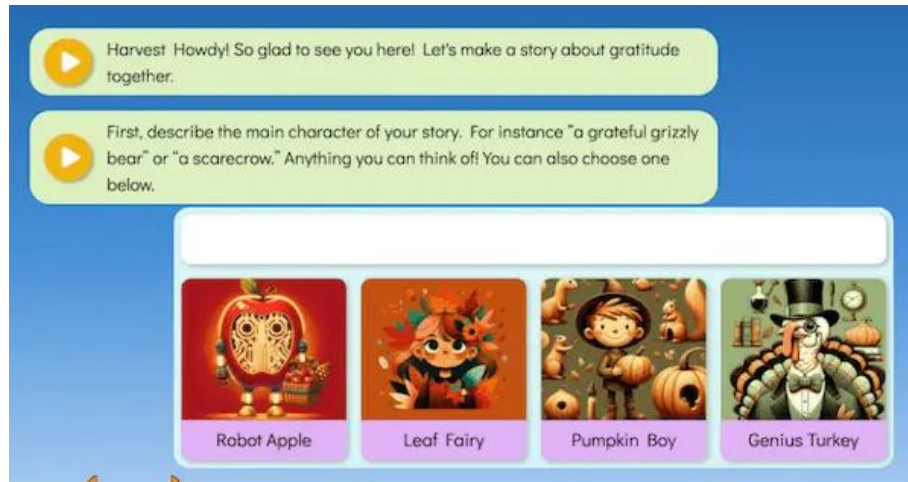 Harvest Howdy! So glad to see you here! Let's make a story about gratitude
together.
First, describe the main character of your story. For instance "a grateful grizzly
bear" or "a scarecrow." Anything you can think of! You can also choose one
below.
Robot Apple
Leaf Fairy
Pumpkin Boy
Genius Turkey